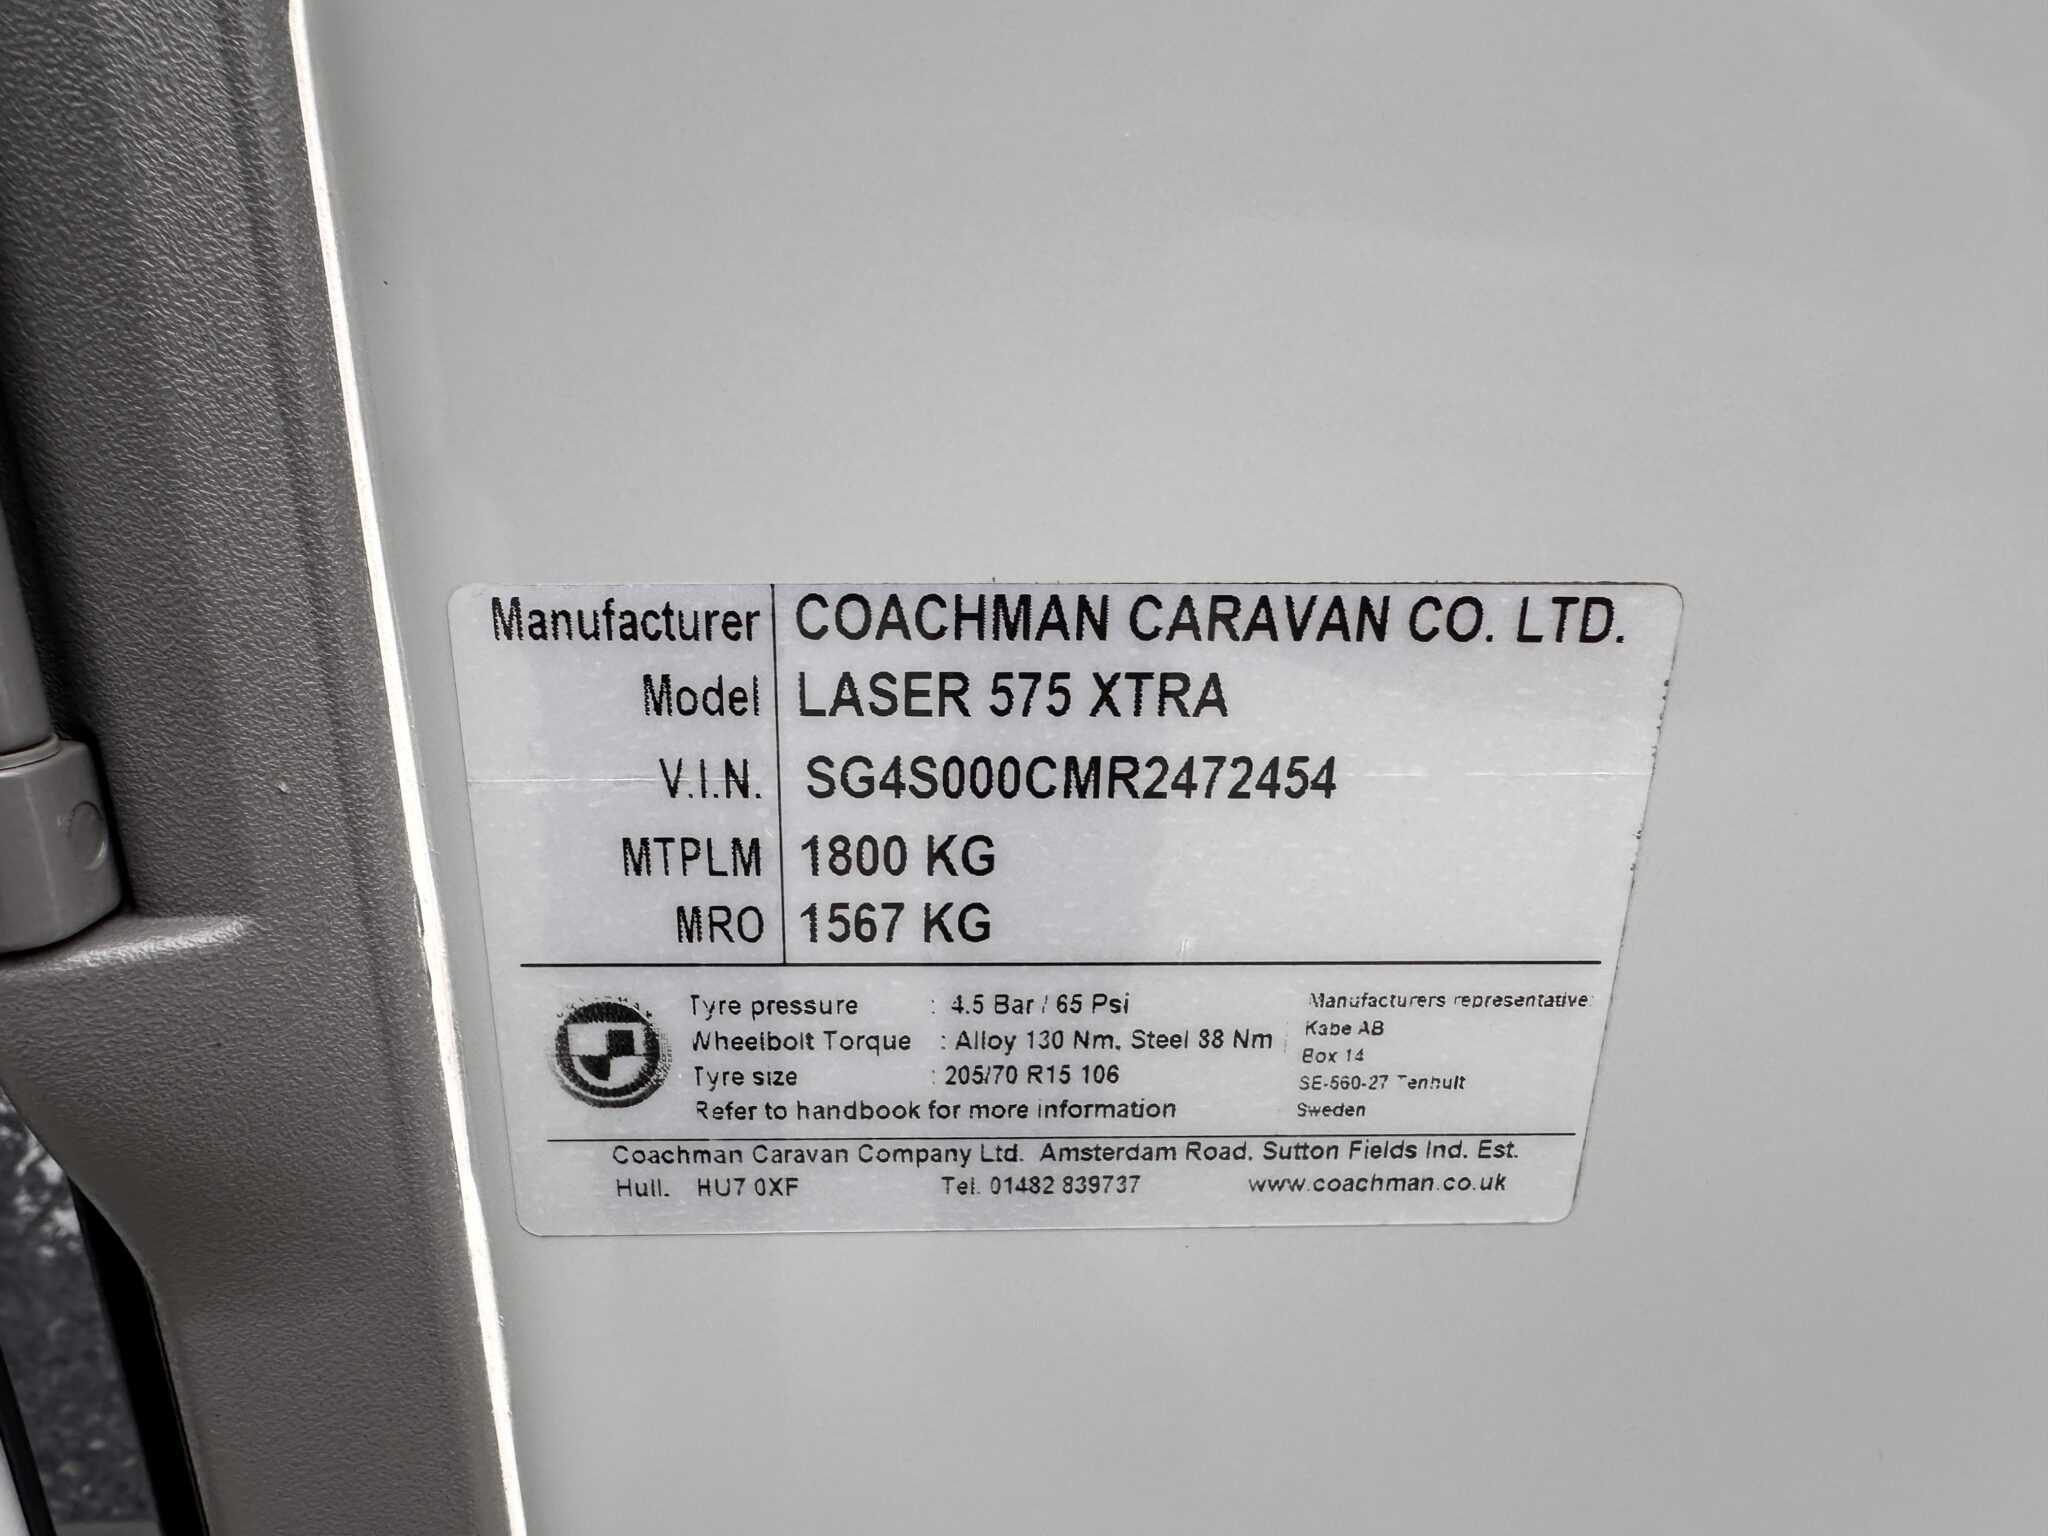 Manufacturer COACHMAN CARAVAN CO. LTD.
Model LASER 575 XTRA
V.I.N. SG4S000CMR2472454
MTPLM 1800 KG
MRO 1567 KG
Tyre pressure : 4.5 Bar / 65 Psi
Wheelbolt Torque : Alloy 130 Nm, Steel 88 Nm
Tyre size : 205/70 R15 106
Refer to handbook for more information
Manufacturers representative:
Kabe AB
Box 14
SE-560-27 Tenhult
Sweden
Coachman Caravan Company Ltd. Amsterdam Road, Sutton Fields Ind. Est.
Hull. HU7 0XF Tel. 01482 839737 www.coachman.co.uk